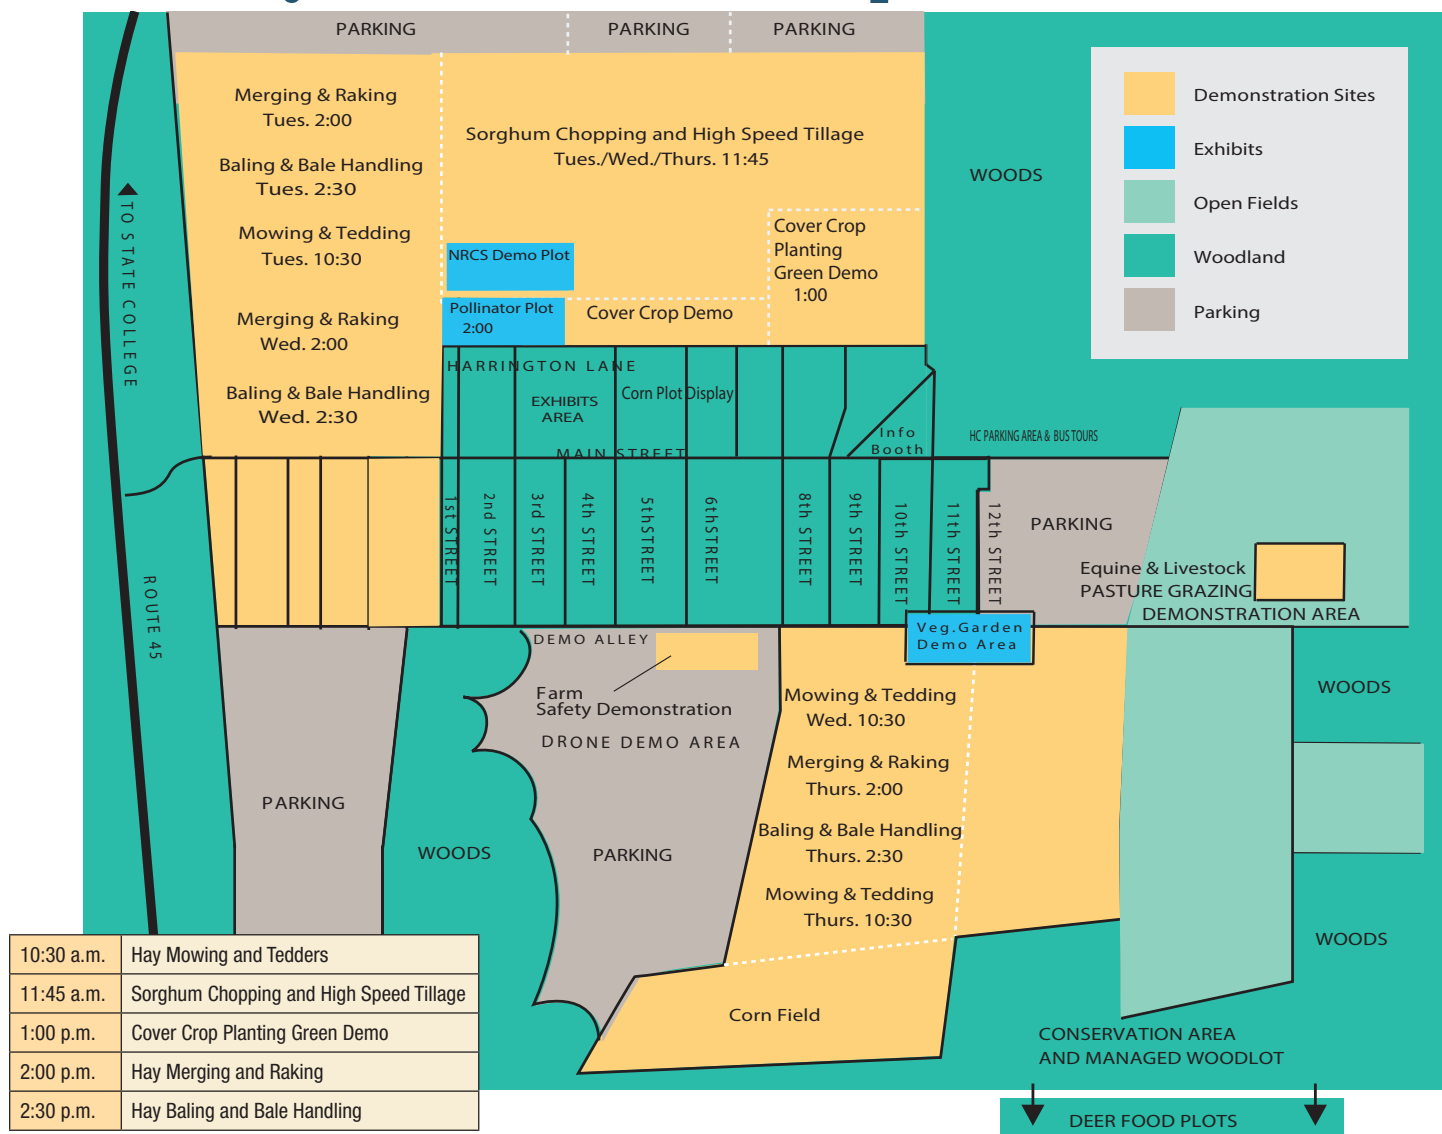 PARKING
PARKING
PARKING
Merging & Raking
Tues. 2:00
Baling & Bale Handling
Tues. 2:30
Mowing & Tedding
Tues. 10:30
Merging & Raking
Wed. 2:00
Baling & Bale Handling
Wed. 2:30
Sorghum Chopping and High Speed Tillage
Tues./Wed./Thurs. 11:45
NRCS Demo Plot
Pollinator Plot
2:00
Cover Crop Demo
Cover Crop
Planting
Green Demo
1:00
WOODS
Demonstration Sites
Exhibits
Open Fields
Woodland
Parking
TO STATE COLLEGE
ROUTE 45
HARRINGTON LANE
EXHIBITS
AREA
Corn Plot Display
MAIN STREET
Info
Booth
HC PARKING AREA & BUS TOURS
1st STREET
2nd STREET
3rd STREET
4th STREET
5thSTREET
6thSTREET
8th STREET
9th STREET
10th STREET
11th STREET
12th STREET
PARKING
Equine & Livestock
PASTURE GRAZING
DEMONSTRATION AREA
Veg.Garden
Demo Area
DEMO ALLEY
Farm
Safety Demonstration
DRONE DEMO AREA
PARKING
PARKING
WOODS
Mowing & Tedding
Wed. 10:30
Merging & Raking
Thurs. 2:00
Baling & Bale Handling
Thurs. 2:30
Mowing & Tedding
Thurs. 10:30
Corn Field
WOODS
WOODS
CONSERVATION AREA
AND MANAGED WOODLOT
DEER FOOD PLOTS
10:30 a.m. Hay Mowing and Tedders
11:45 a.m. Sorghum Chopping and High Speed Tillage
1:00 p.m. Cover Crop Planting Green Demo
2:00 p.m. Hay Merging and Raking
2:30 p.m. Hay Baling and Bale Handling